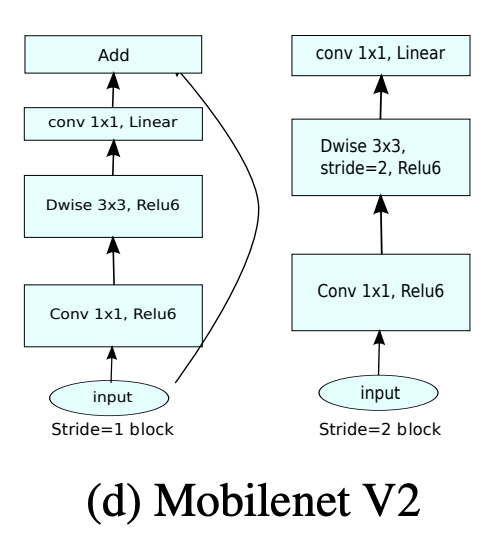 Add
conv 1x1, Linear
Dwise 3x3, Relu6
Conv 1x1, Relu6
input
Stride=1 block
conv 1x1, Linear
Dwise 3x3,
stride=2, Relu6
Conv 1x1, Relu6
input
Stride=2 block
(d) Mobilenet V2